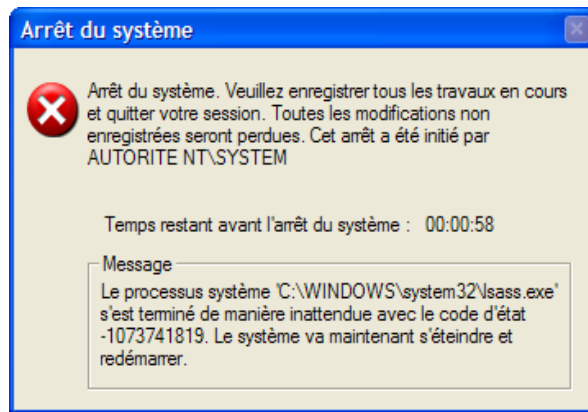 Arrêt du système
Arrêt du système. Veuillez enregistrer tous les travaux en cours
et quitter votre session. Toutes les modifications non
enregistrées seront perdues. Cet arrêt a été initié par
AUTORITE NT\SYSTEM
Temps restant avant l'arrêt du système : 00:00:58
Message
Le processus système 'C:\WINDOWS\system32\lsass.exe'
s'est terminé de manière inattendue avec le code d'état
-1073741819. Le système va maintenant s'éteindre et
redémarrer.